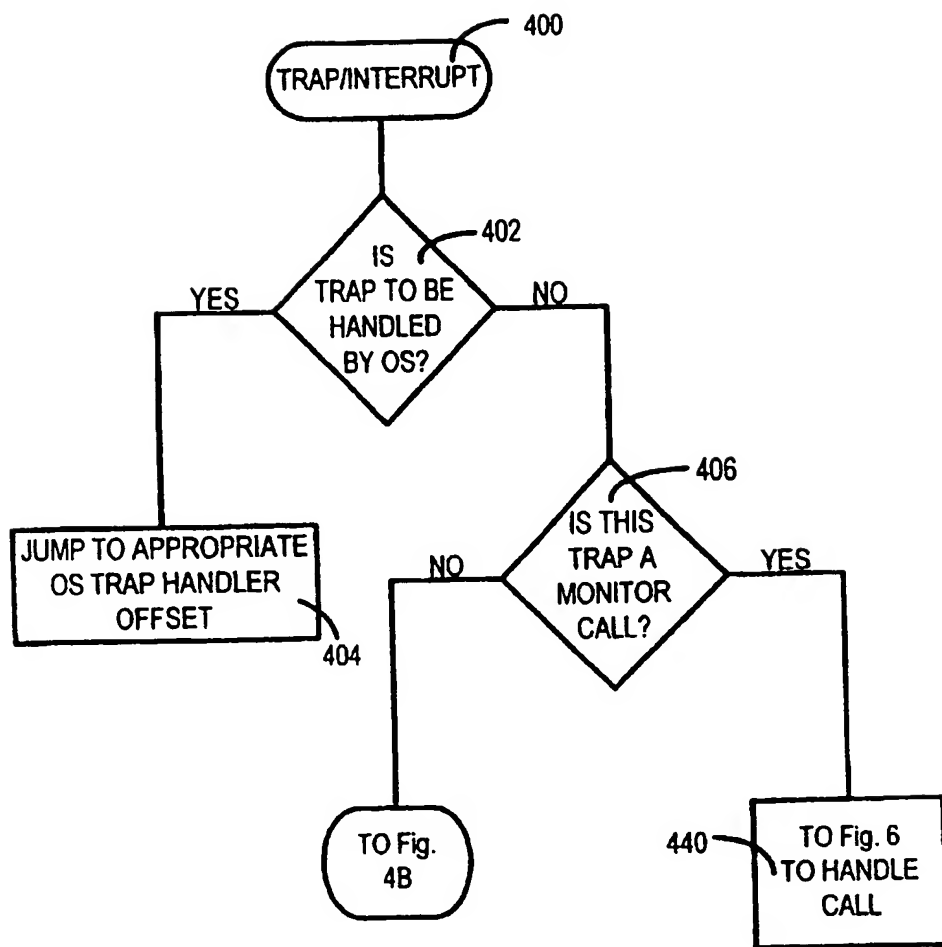 400
TRAP/INTERRUPT
402
IS
TRAP TO BE
HANDLED
BY OS?
YES
NO
406
IS THIS
TRAP A
MONITOR
CALL?
NO
YES
JUMP TO APPROPRIATE
OS TRAP HANDLER
OFFSET
404
TO Fig.
4B
440
TO Fig. 6
TO HANDLE
CALL